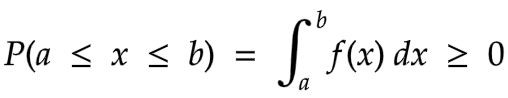 P(a ≤ x ≤ b) = ∫_a^b f(x) dx ≥ 0